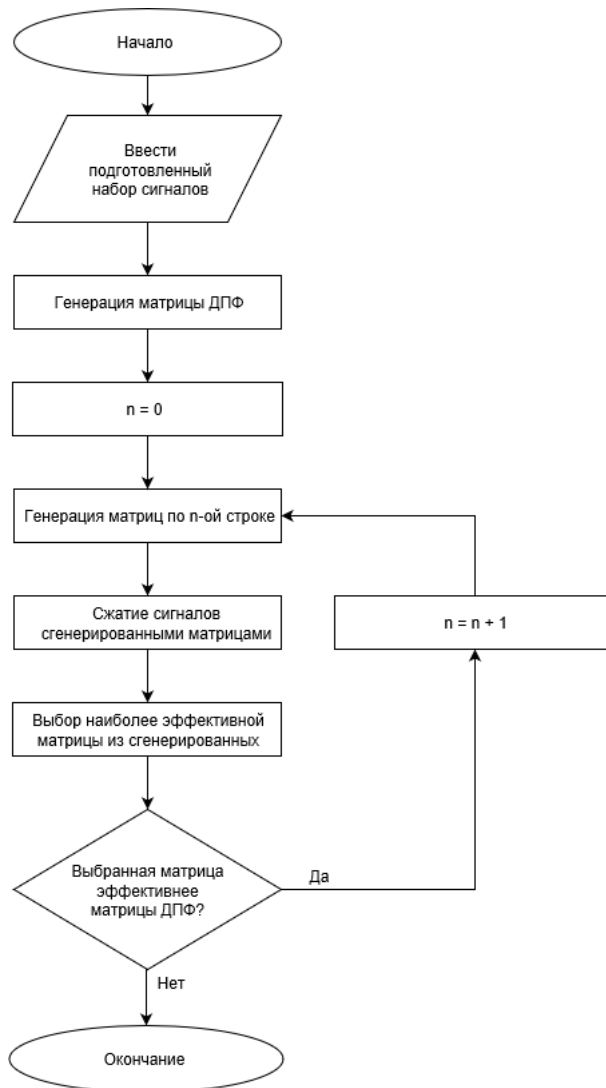 Начало
Ввести
подготовленный
набор сигналов
Генерация матрицы ДПФ
n = 0
Генерация матриц по n-ой строке
Сжатие сигналов
сгенерированными матрицами
n = n + 1
Выбор наиболее эффективной
матрицы из сгенерированных
Выбранная матрица
эффективнее
матрицы ДПФ?
Да
Нет
Окончание